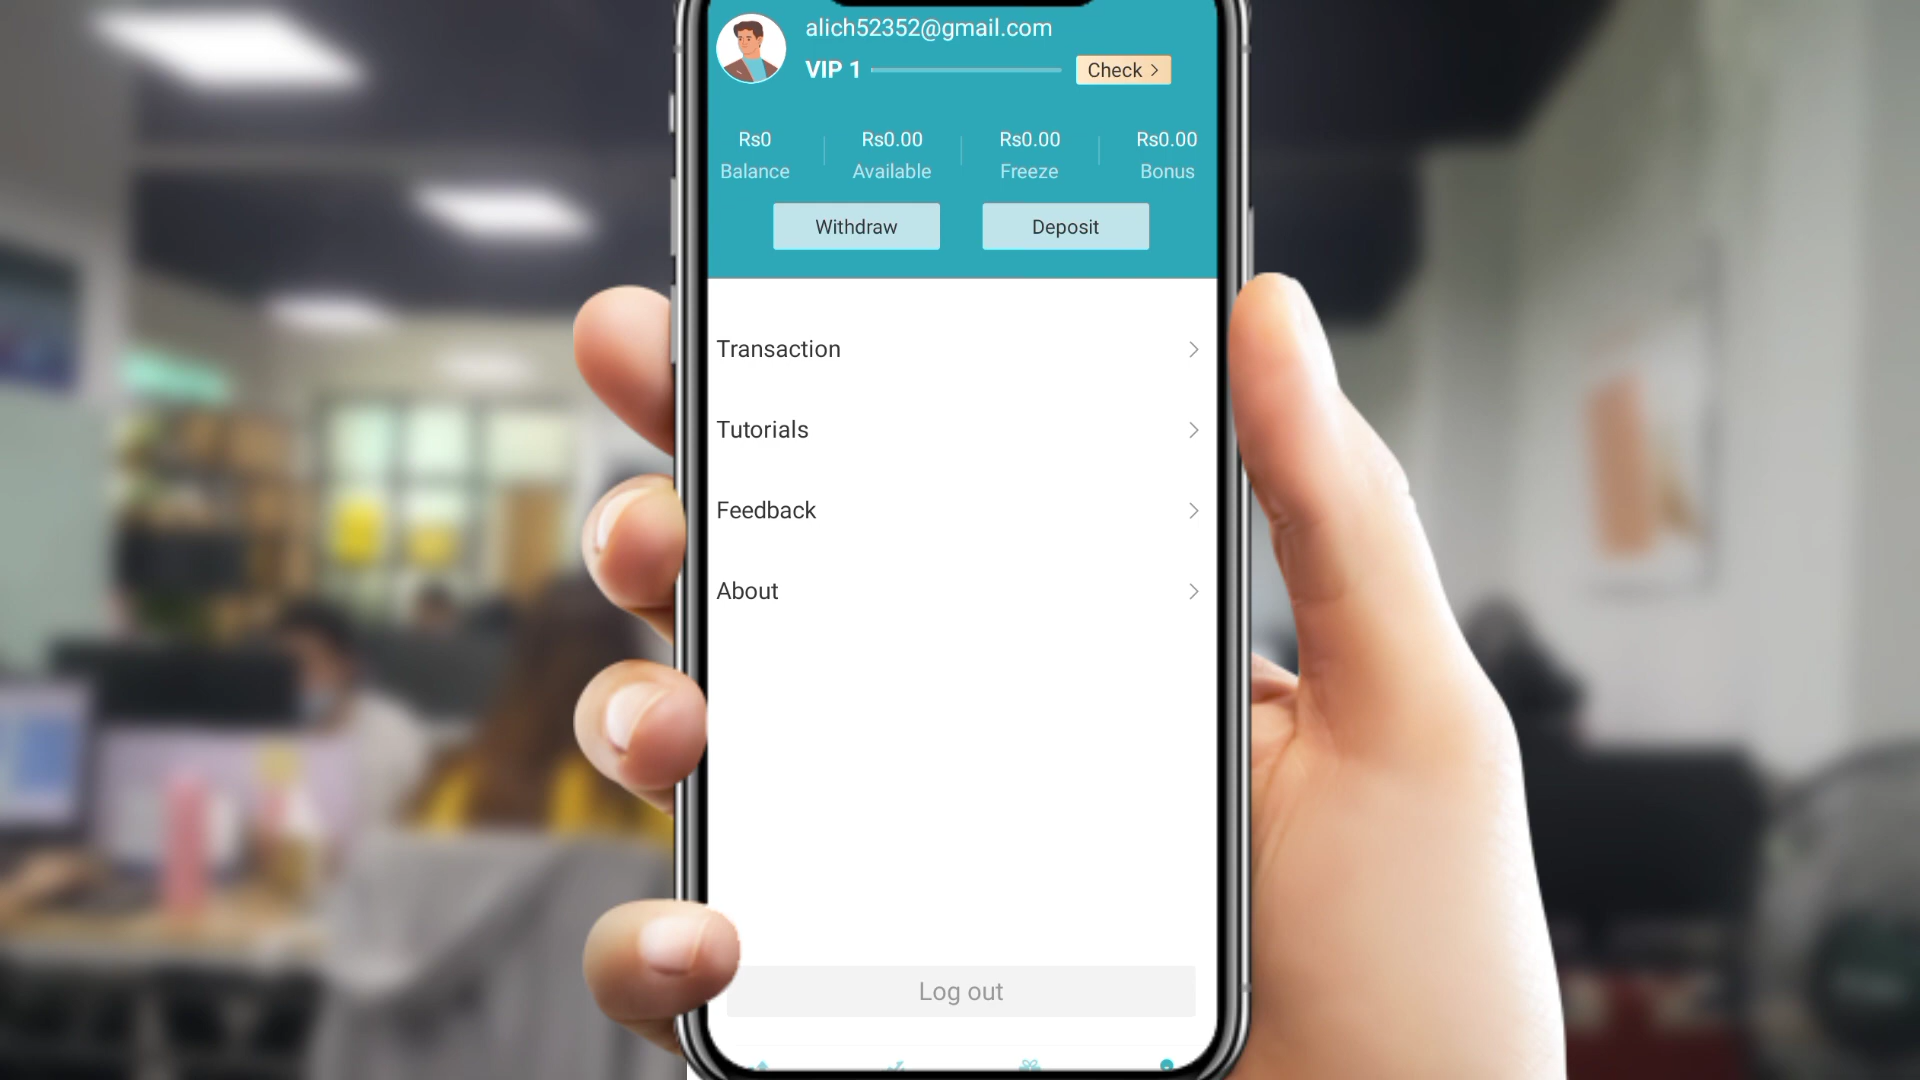 alich52352@gmail.com
VIP 1
Check
Rs0
Rs0.00
Rs0.00
Rs0.00
Balance
Available
Freeze
Bonus
Withdraw
Deposit
Transaction
Tutorials
Feedback
About
Log out